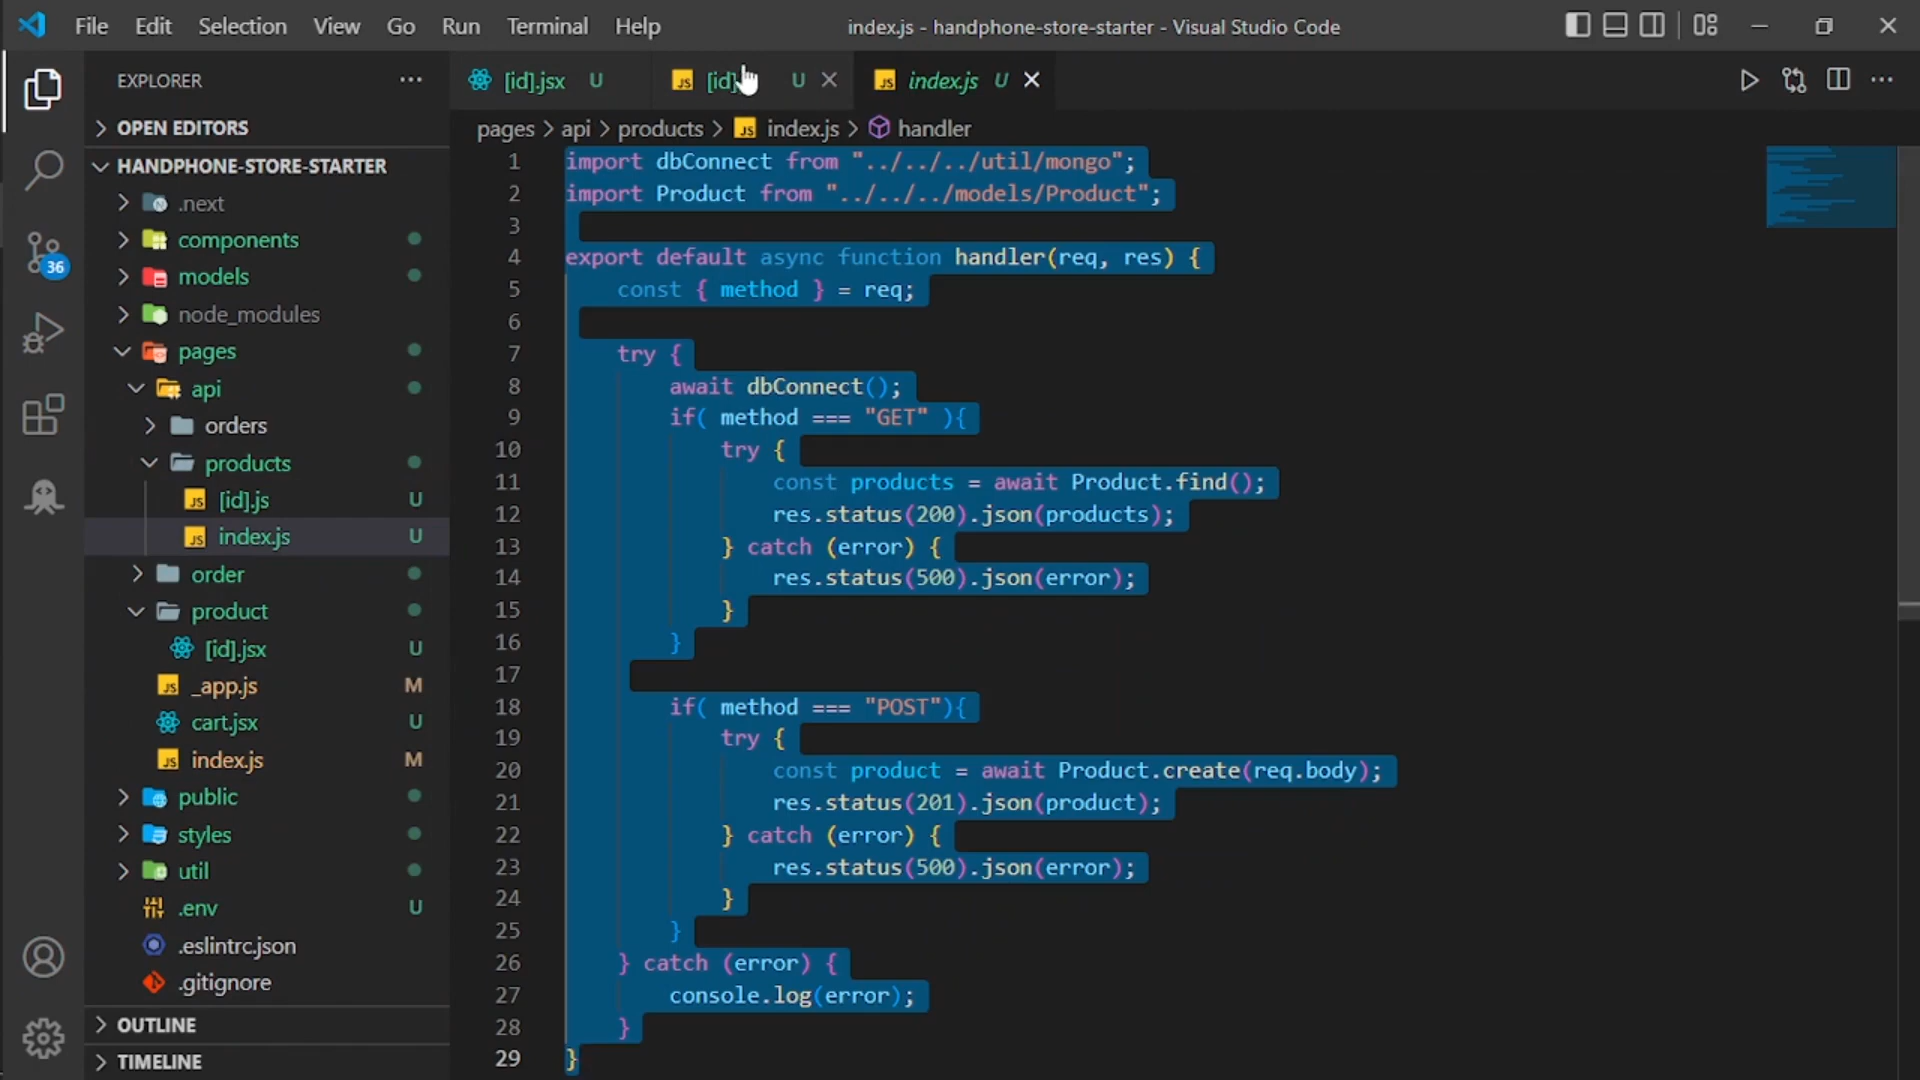 File Edit Selection View Go Run Terminal Help
index.js - handphone-store-starter - Visual Studio Code
EXPLORER
[id].jsx U
JS U
JS index.js U
OPEN EDITORS
pages > api > products > JS index.js > handler
HANDPHONE-STORE-STARTER
.next
components
36
models
node_modules
pages
api
orders
products
JS [id].js U
JS index.js U
order
product
[id].jsx U
JS _app.js M
cart.jsx U
JS index.js M
public
styles
util
.env U
.eslintrc.json
.gitignore
OUTLINE
TIMELINE
1 import dbConnect from "../../../util/mongo";
2 import Product from "../../../models/Product";
3
4 export default async function handler(req, res) {
5 const { method } = req;
6
7 try {
8 await dbConnect();
9 if( method === "GET" ){
10 try {
11 const products = await Product.find();
12 res.status(200).json(products);
13 } catch (error) {
14 res.status(500).json(error);
15 }
16 }
17
18 if( method === "POST"){
19 try {
20 const product = await Product.create(req.body);
21 res.status(201).json(product);
22 } catch (error) {
23 res.status(500).json(error);
24 }
25 }
26 } catch (error) {
27 console.log(error);
28 }
29 }